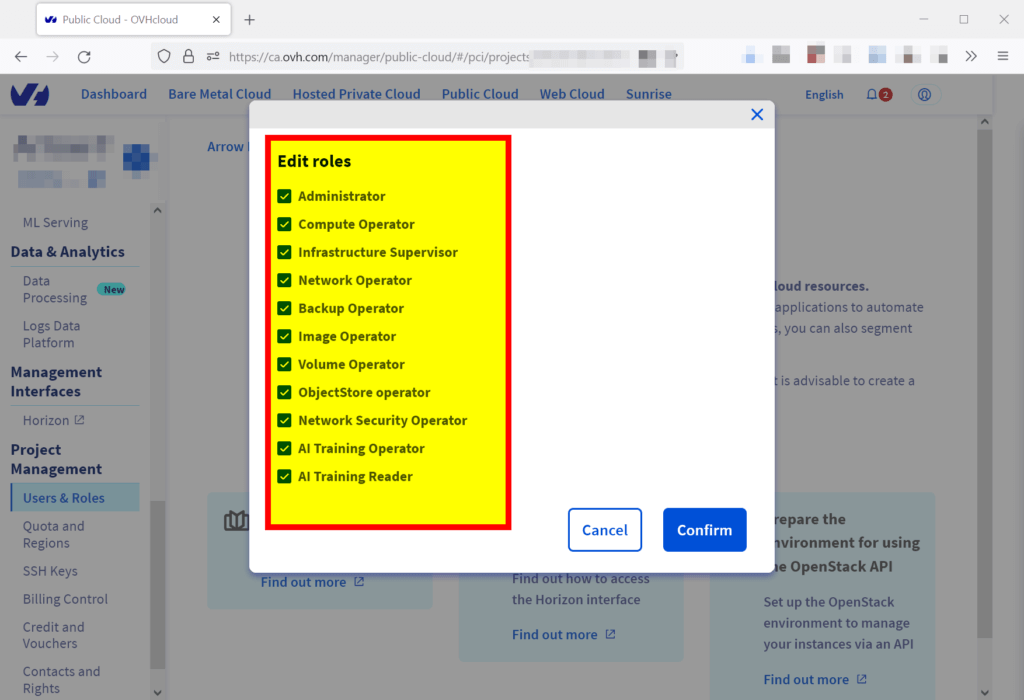 Public Cloud - OVHcloud
https://ca.ovh.com/manager/public-cloud/#/pci/projects
Dashboard
Bare Metal Cloud
Hosted Private Cloud
Public Cloud
Web Cloud
Sunrise
English
2
Arrow
ML Serving
Data & Analytics
Data
Processing
New
Logs Data
Platform
Management
Interfaces
Horizon
Project
Management
Users & Roles
Quota and
Regions
SSH Keys
Billing Control
Credit and
Vouchers
Contacts and
Rights
Edit roles
Administrator
Compute Operator
Infrastructure Supervisor
Network Operator
Backup Operator
Image Operator
Volume Operator
ObjectStore operator
Network Security Operator
AI Training Operator
AI Training Reader
Cancel
Confirm
loud resources.
applications to automate
s, you can also segment
t is advisable to create a
Find out more
Find out how to access
the Horizon interface
Find out more
repare the
nvironment for using
he OpenStack API
Set up the OpenStack
environment to manage
your instances via an API
Find out more